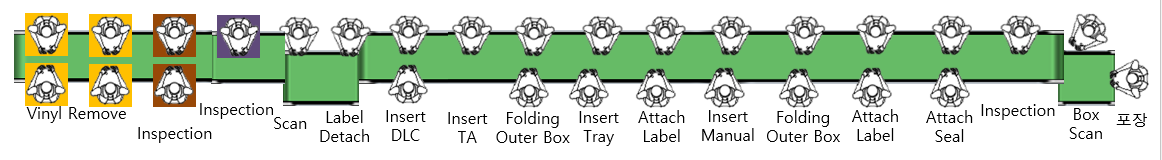 Vinyl Remove
Inspection
Inspection
Scan
Label
Detach
Insert
DLC
Insert
TA
Folding
Outer Box
Insert
Tray
Attach
Label
Insert
Manual
Folding
Outer Box
Attach
Label
Attach
Seal
Inspection
Box
Scan
포장